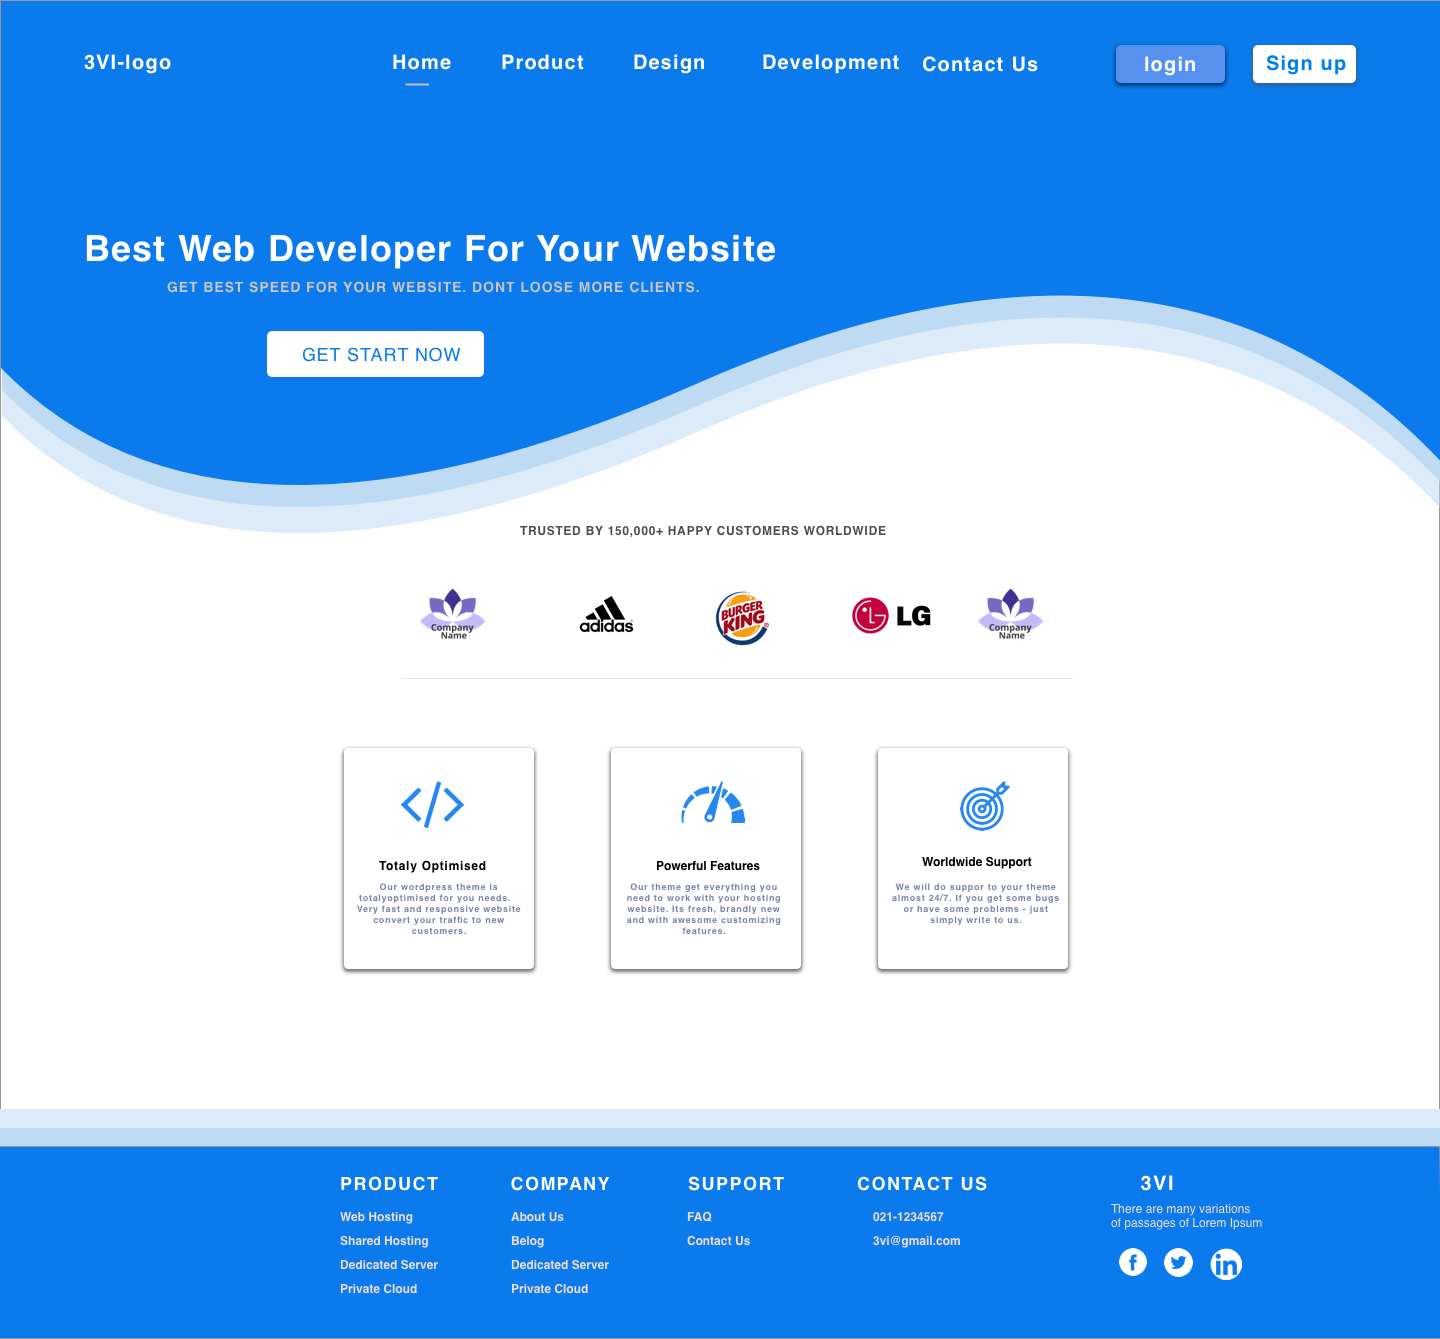 3VI-logo
Home
Product
Design
Development
Contact Us
login
Sign up
Best Web Developer For Your Website
GET BEST SPEED FOR YOUR WEBSITE. DONT LOOSE MORE CLIENTS.
GET START NOW
TRUSTED BY 150,000+ HAPPY CUSTOMERS WORLDWIDE
Company
Name
adidas
BURGER
KING
LG
Company
Name
Totaly Optimised
Our wordpress theme is
totalyoptimised for you needs.
Very fast and responsive website
convert your traffic to new
customers.
Powerful Features
Our theme get everything you
need to work with your hosting
website. Its fresh, brandly new
and with awesome customizing
features.
Worldwide Support
We will do suppor to your theme
almost 24/7. If you get some bugs
or have some problems - just
simply write to us.
PRODUCT
Web Hosting
Shared Hosting
Dedicated Server
Private Cloud
COMPANY
About Us
Belog
Dedicated Server
Private Cloud
SUPPORT
FAQ
Contact Us
CONTACT US
021-1234567
3vi@gmail.com
3VI
There are many variations
of passages of Lorem Ipsum